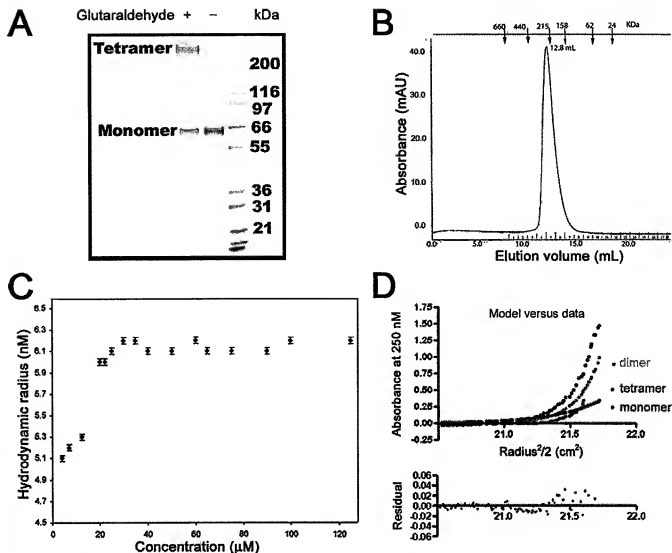 A
Glutaraldehyde + − kDa
Tetramer
200
116
97
Monomer
66
55
36
31
21
B
660 440 215 158 62 24 KDa
12.8 mL
Absorbance (mAU)
40.0
30.0
20.0
10.0
0.0
0.0 5.0 10.0 15.0 20.0
Elution volume (mL)
C
Hydrodynamic radius (nM)
6.5
6.3
6.1
5.9
5.7
5.5
5.3
5.1
4.9
4.7
4.5
0 20 40 60 80 100 120
Concentration (µM)
D
Model versus data
Absorbance at 250 nM
1.75
1.50
1.25
1.00
0.75
0.50
0.25
0.00
-0.25
dimer
tetramer
monomer
21.0 21.5 22.0
Radius²/2 (cm²)
Residual
0.06
0.04
0.02
0.00
-0.02
-0.04
-0.06
21.0 21.5 22.0